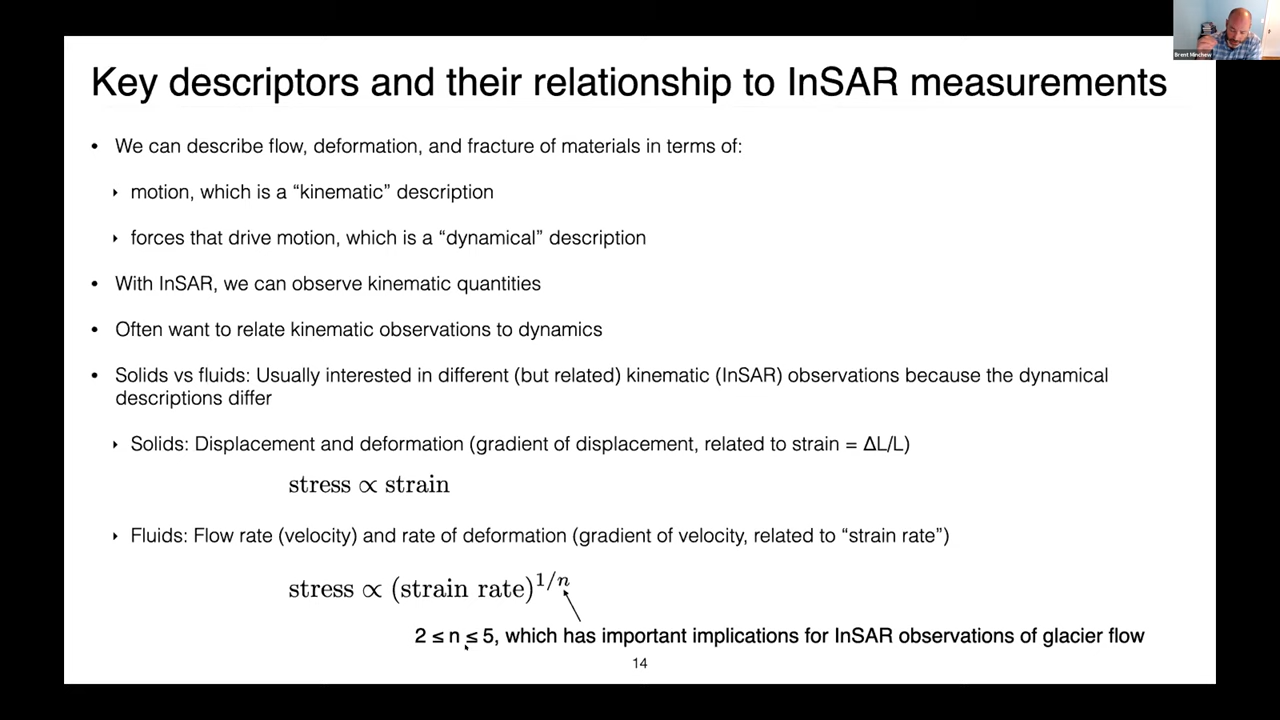 Key descriptors and their relationship to InSAR measurements
• We can describe flow, deformation, and fracture of materials in terms of:
‣ motion, which is a “kinematic” description
‣ forces that drive motion, which is a “dynamical” description
• With InSAR, we can observe kinematic quantities
• Often want to relate kinematic observations to dynamics
• Solids vs fluids: Usually interested in different (but related) kinematic (InSAR) observations because the dynamical
descriptions differ
‣ Solids: Displacement and deformation (gradient of displacement, related to strain = ΔL/L)
stress ∝ strain
‣ Fluids: Flow rate (velocity) and rate of deformation (gradient of velocity, related to “strain rate”)
stress ∝ (strain rate)^{1/n}
2 ≤ n ≤ 5, which has important implications for InSAR observations of glacier flow
14
Brent Minchew